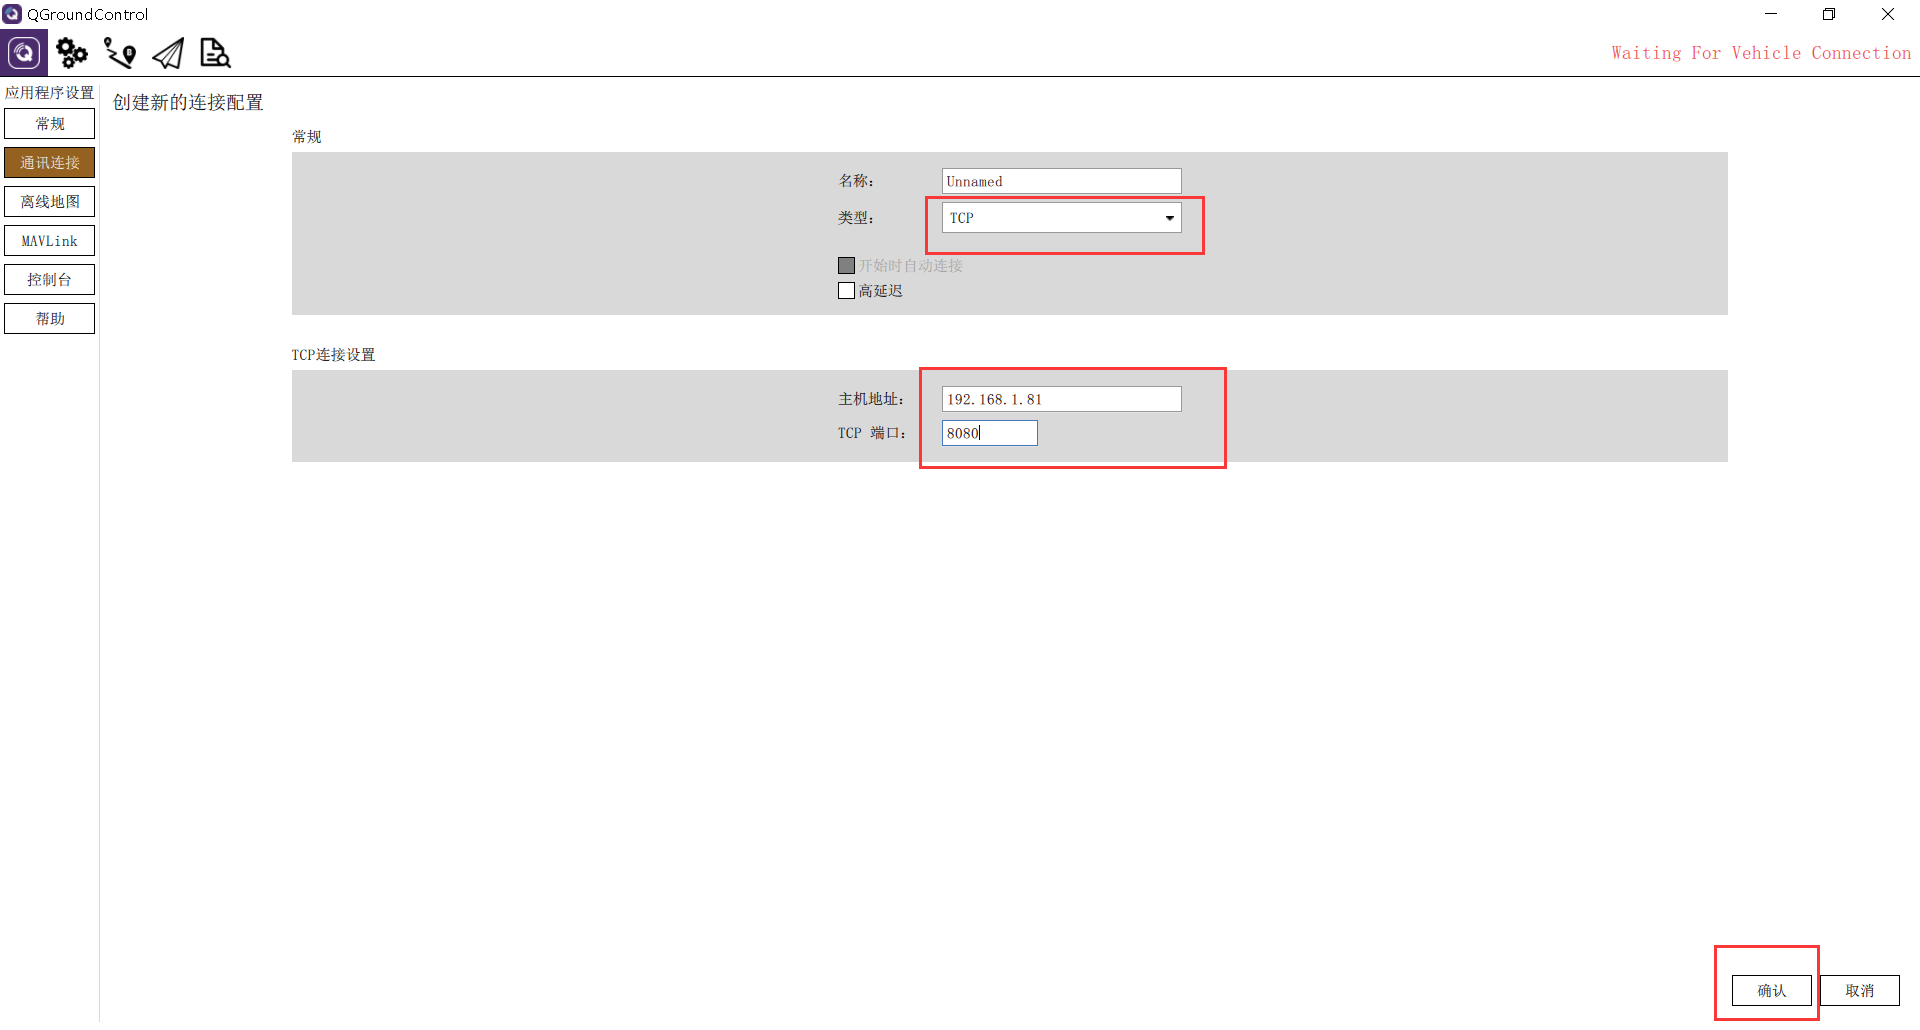 QGroundControl
Waiting For Vehicle Connection
应用程序设置
常规
通讯连接
离线地图
MAVLink
控制台
帮助
创建新的连接配置
常规
名称: Unnamed
类型: TCP
开始时自动连接
高延迟
TCP连接设置
主机地址: 192.168.1.81
TCP 端口: 8080
确认 取消